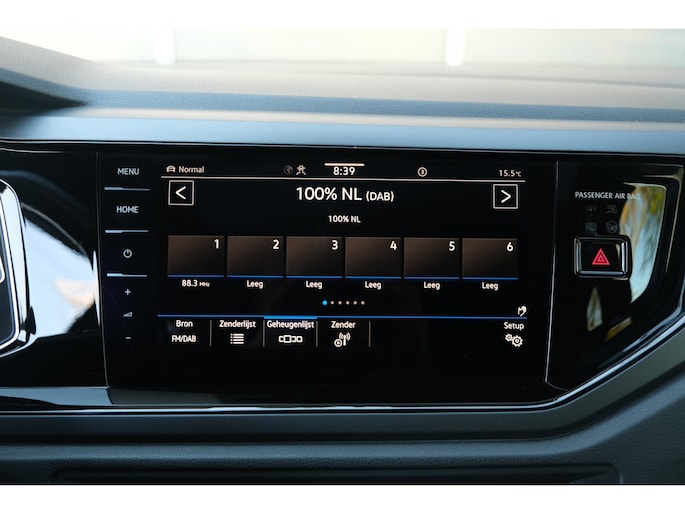 MENU
HOME
Normal
8:39
3
15.5°C
< 100% NL (DAB) >
100% NL
1 2 3 4 5 6
88.3 MHz Leeg Leeg Leeg Leeg Leeg
Bron Zenderlijst Geheugenlijst Zender Setup
FM/DAB
+
-
PASSENGER AIR BAG